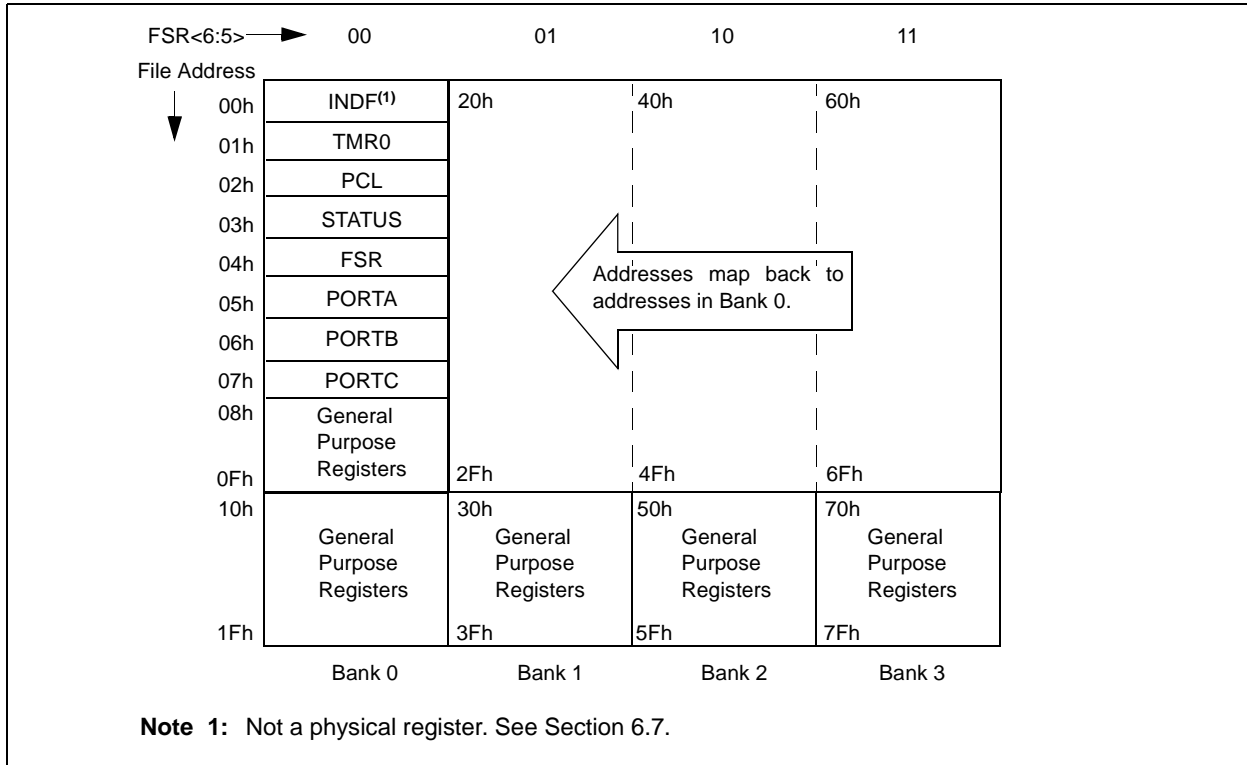 FSR<6:5> 00 01 10 11
File Address
00h INDF(1) 20h 40h 60h
01h TMR0
02h PCL
03h STATUS
04h FSR
Addresses map back to
addresses in Bank 0.
05h PORTA
06h PORTB
07h PORTC
08h General
Purpose
Registers
0Fh 2Fh 4Fh 6Fh
10h 30h 50h 70h
General General General General
Purpose Purpose Purpose Purpose
Registers Registers Registers Registers
1Fh 3Fh 5Fh 7Fh
Bank 0 Bank 1 Bank 2 Bank 3
Note 1: Not a physical register. See Section 6.7.